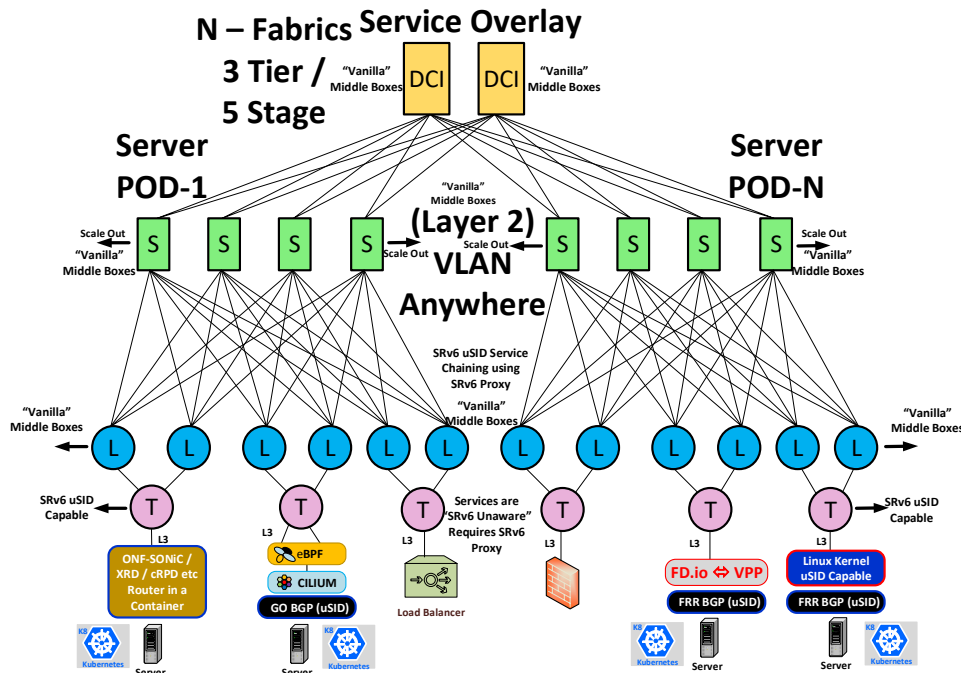 N – Fabrics
3 Tier /
5 Stage
Service Overlay
"Vanilla"
Middle Boxes
DCI
DCI
"Vanilla"
Middle Boxes
Server
POD-1
Server
POD-N
"Vanilla"
Middle Boxes
(Layer 2)
VLAN
Anywhere
Scale Out
"Vanilla"
Middle Boxes
S
S
S
S
Scale Out
Scale Out
S
S
S
S
Scale Out
"Vanilla"
Middle Boxes
SRv6 uSID Service
Chaining using
SRv6 Proxy
"Vanilla"
Middle Boxes
"Vanilla"
Middle Boxes
"Vanilla"
Middle Boxes
L
L
L
L
L
L
L
L
L
L
L
L
SRv6 uSID
Capable
T
T
T
Services are
"SRv6 Unaware"
Requires SRv6
Proxy
T
T
T
SRv6 uSID
Capable
L3
L3
L3
L3
L3
L3
ONF-SONiC /
XRD / cRPD etc
Router in a
Container
eBPF
CILIUM
GO BGP (uSID)
Load Balancer
FD.io ⇔ VPP
FRR BGP (uSID)
Linux Kernel
uSID Capable
FRR BGP (uSID)
K8
Kubernetes
Server
Server
K8
Kubernetes
K8
Kubernetes
Server
Server
K8
Kubernetes